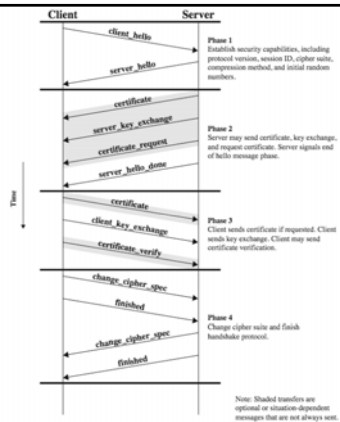 Client Server
client_hello
server_hello
Phase 1
Establish security capabilities, including
protocol version, session ID, cipher suite,
compression method, and initial random
numbers.
certificate
server_key_exchange
certificate_request
server_hello_done
Phase 2
Server may send certificate, key exchange,
and request certificate. Server signals end
of hello message phase.
Time
certificate
client_key_exchange
certificate_verify
Phase 3
Client sends certificate if requested. Client
sends key exchange. Client may send
certificate verification.
change_cipher_spec
finished
change_cipher_spec
finished
Phase 4
Change cipher suite and finish
handshake protocol.
Note: Shaded transfers are
optional or situation-dependent
messages that are not always sent.